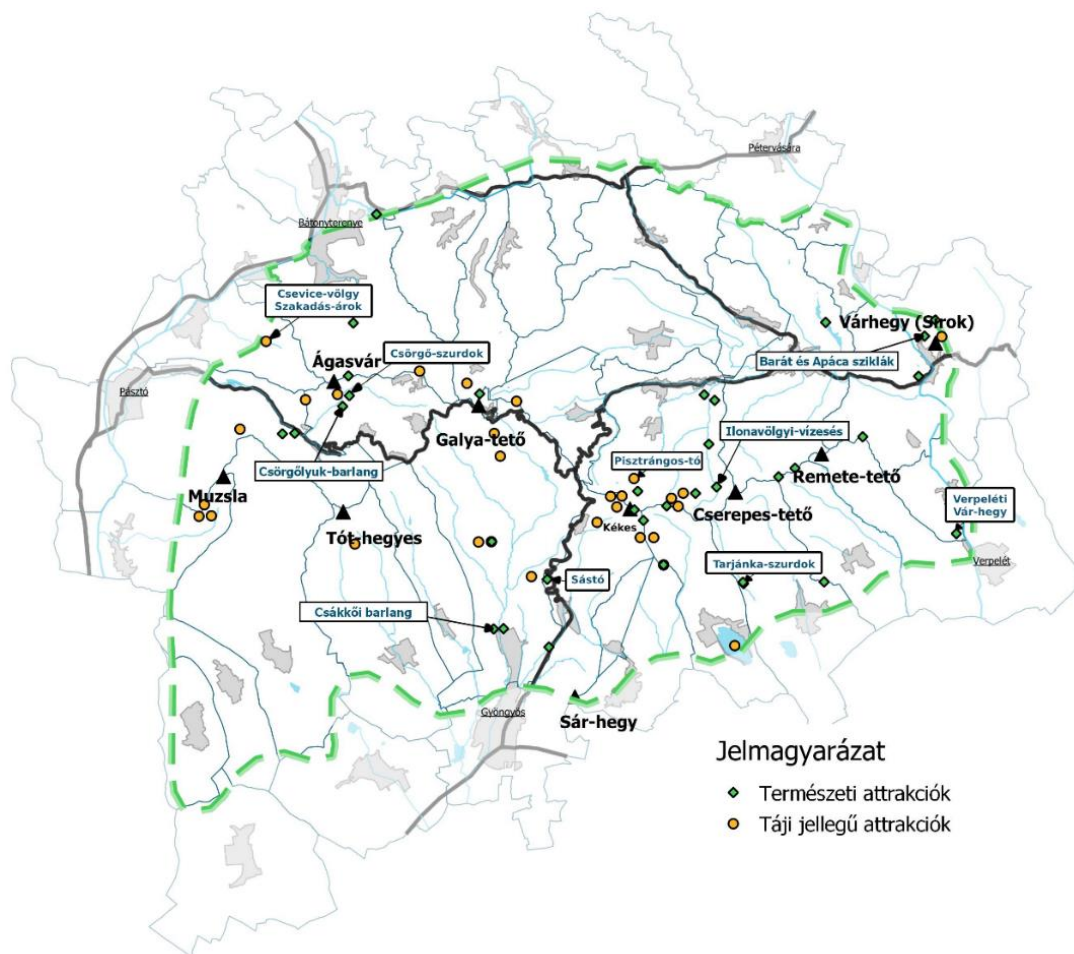 Pétervására
Bátonyterenye
Csevice-völgy
Szakadás-árok
Várhegy (Sirok)
Ágasvár
Csörgő-szurdok
Barát és Apáca sziklák
Pásztó
Galya-tető
Ilonavölgyi-vízesés
Csörgőlyuk-barlang
Pisztrángos-tó
Remete-tető
Muzsla
Cserepes-tető
Verpeléti
Vár-hegy
Kékes
Tót-hegyes
Verpelét
Tarjánka-szurdok
Sástó
Csákkői barlang
Gyöngyös
Sár-hegy
Jelmagyarázat
Természeti attrakciók
Táji jellegű attrakciók